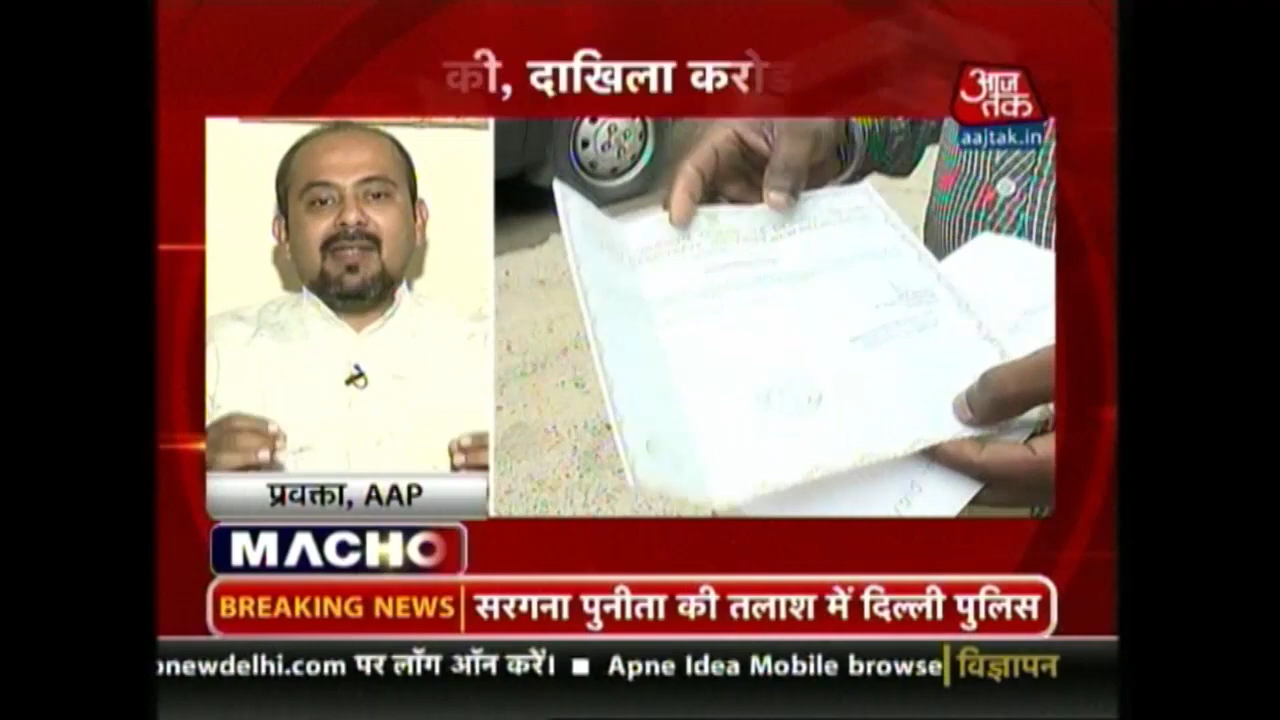 की, दाखिला करोड़
आज
तक
aajtak.in
प्रवक्ता, AAP
MACHO
BREAKING NEWS सरगना पुनीता की तलाश में दिल्ली पुलिस
pnewdelhi.com पर लॉग ऑन करें। ■ Apne Idea Mobile browse विज्ञापन